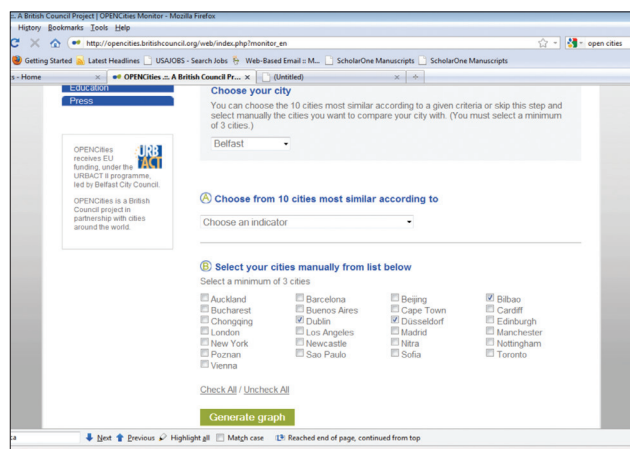 .: A British Council Project | OPENCities Monitor - Mozilla Firefox
History Bookmarks Tools Help
http://opencities.britishcouncil.org/web/index.php?monitor_en
open cities
Getting Started Latest Headlines USAJOBS - Search Jobs Web-Based Email :: M... ScholarOne Manuscripts ScholarOne Manuscripts
s - Home
OPENCities .:. A British Council Pr...
(Untitled)
Education
Press
OPENCities receives EU
funding, under the
URBACT II programme,
led by Belfast City Council.
URB
ACT
OPENCities is a British
Council project in
partnership with cities
around the world.
Choose your city
You can choose the 10 cities most similar according to a given criteria or skip this step and
select manually the cities you want to compare your city with. (You must select a minimum
of 3 cities.)
Belfast
A Choose from 10 cities most similar according to
Choose an indicator
B Select your cities manually from list below
Select a minimum of 3 cities
Auckland Barcelona Beijing Bilbao
Bucharest Buenos Aires Cape Town Cardiff
Chongqing Dublin Düsseldorf Edinburgh
London Los Angeles Madrid Manchester
New York Newcastle Nitra Nottingham
Poznan Sao Paulo Sofia Toronto
Vienna
Check All / Uncheck All
Generate graph
Next Previous Highlight all Match case Reached end of page, continued from top